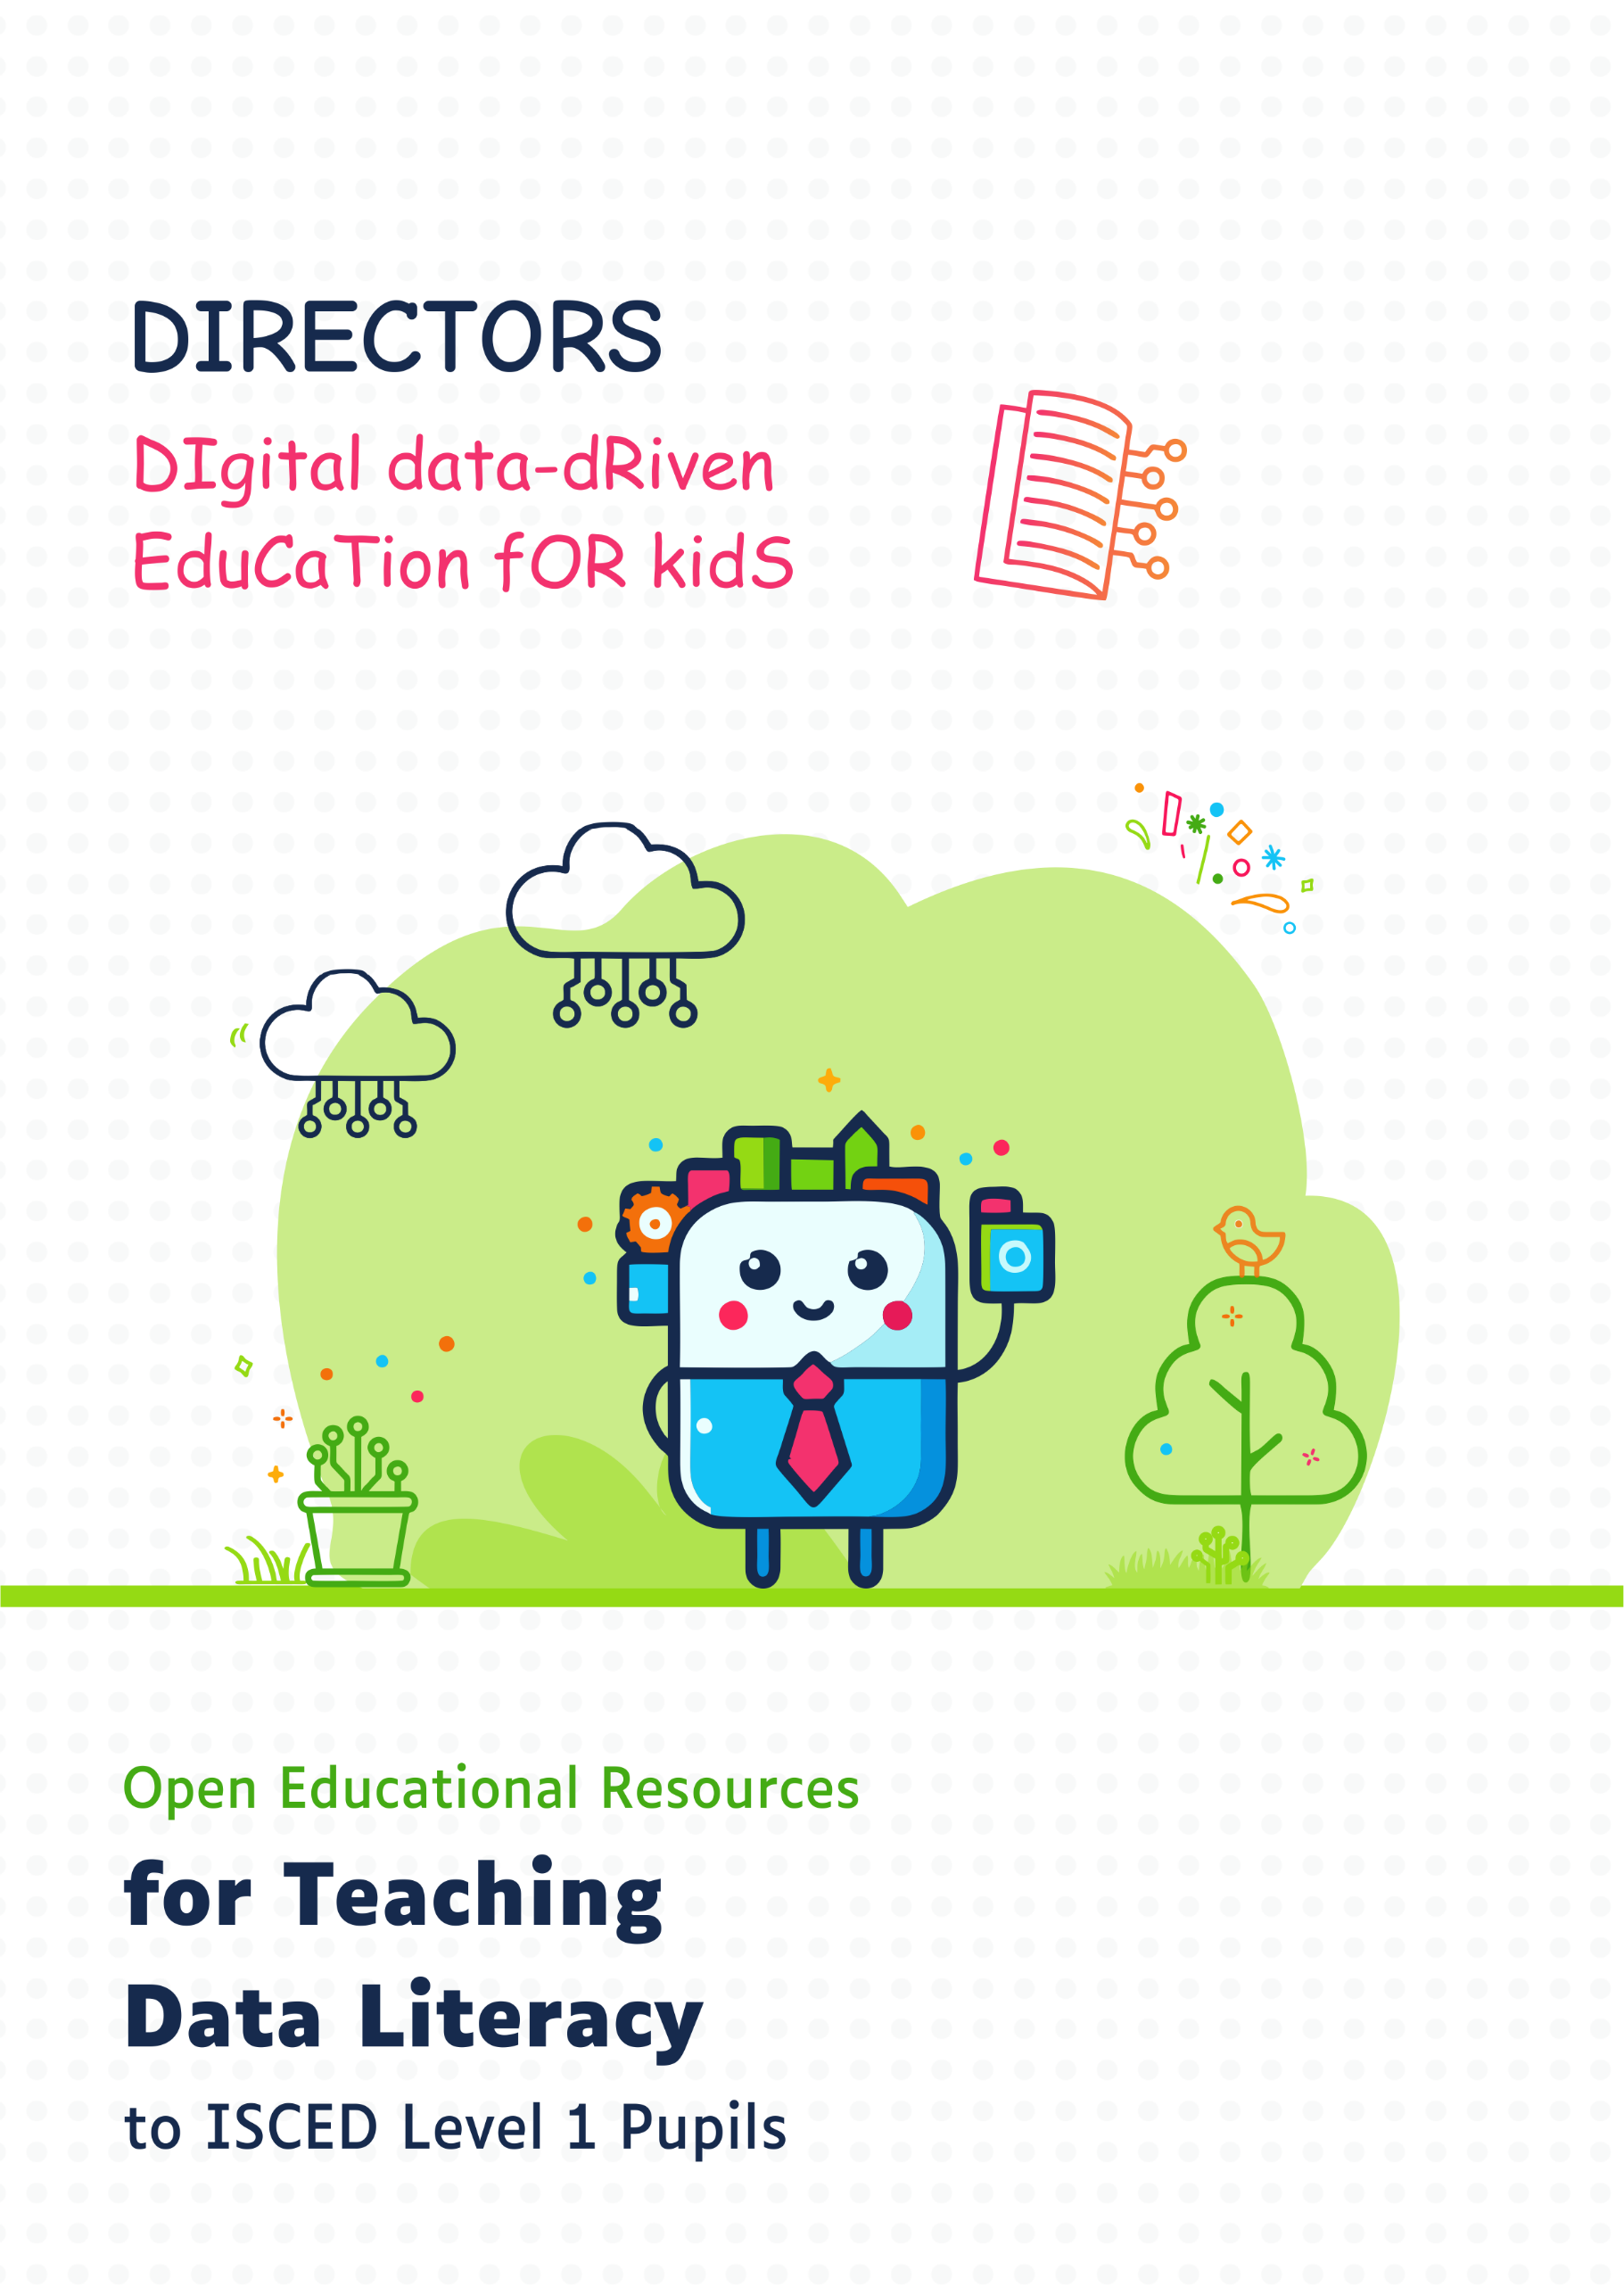 DIRECTORS
DIgital data-dRiven
EduCaTion fOR kidS
Open Educational Resources
for Teaching
Data Literacy
to ISCED Level 1 Pupils